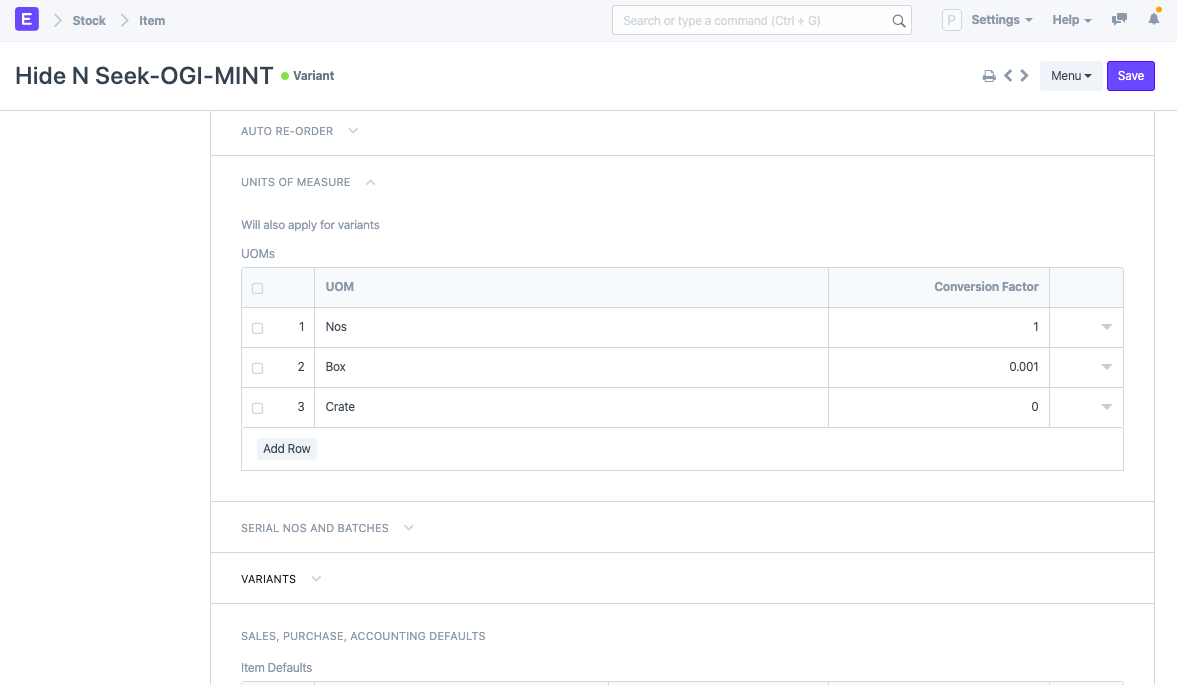 E Stock Item Search or type a command (Ctrl + G) P Settings Help
Hide N Seek-OGI-MINT Variant Menu Save
AUTO RE-ORDER
UNITS OF MEASURE
Will also apply for variants
UOMs
UOM Conversion Factor
1 Nos 1
2 Box 0.001
3 Crate 0
Add Row
SERIAL NOS AND BATCHES
VARIANTS
SALES, PURCHASE, ACCOUNTING DEFAULTS
Item Defaults